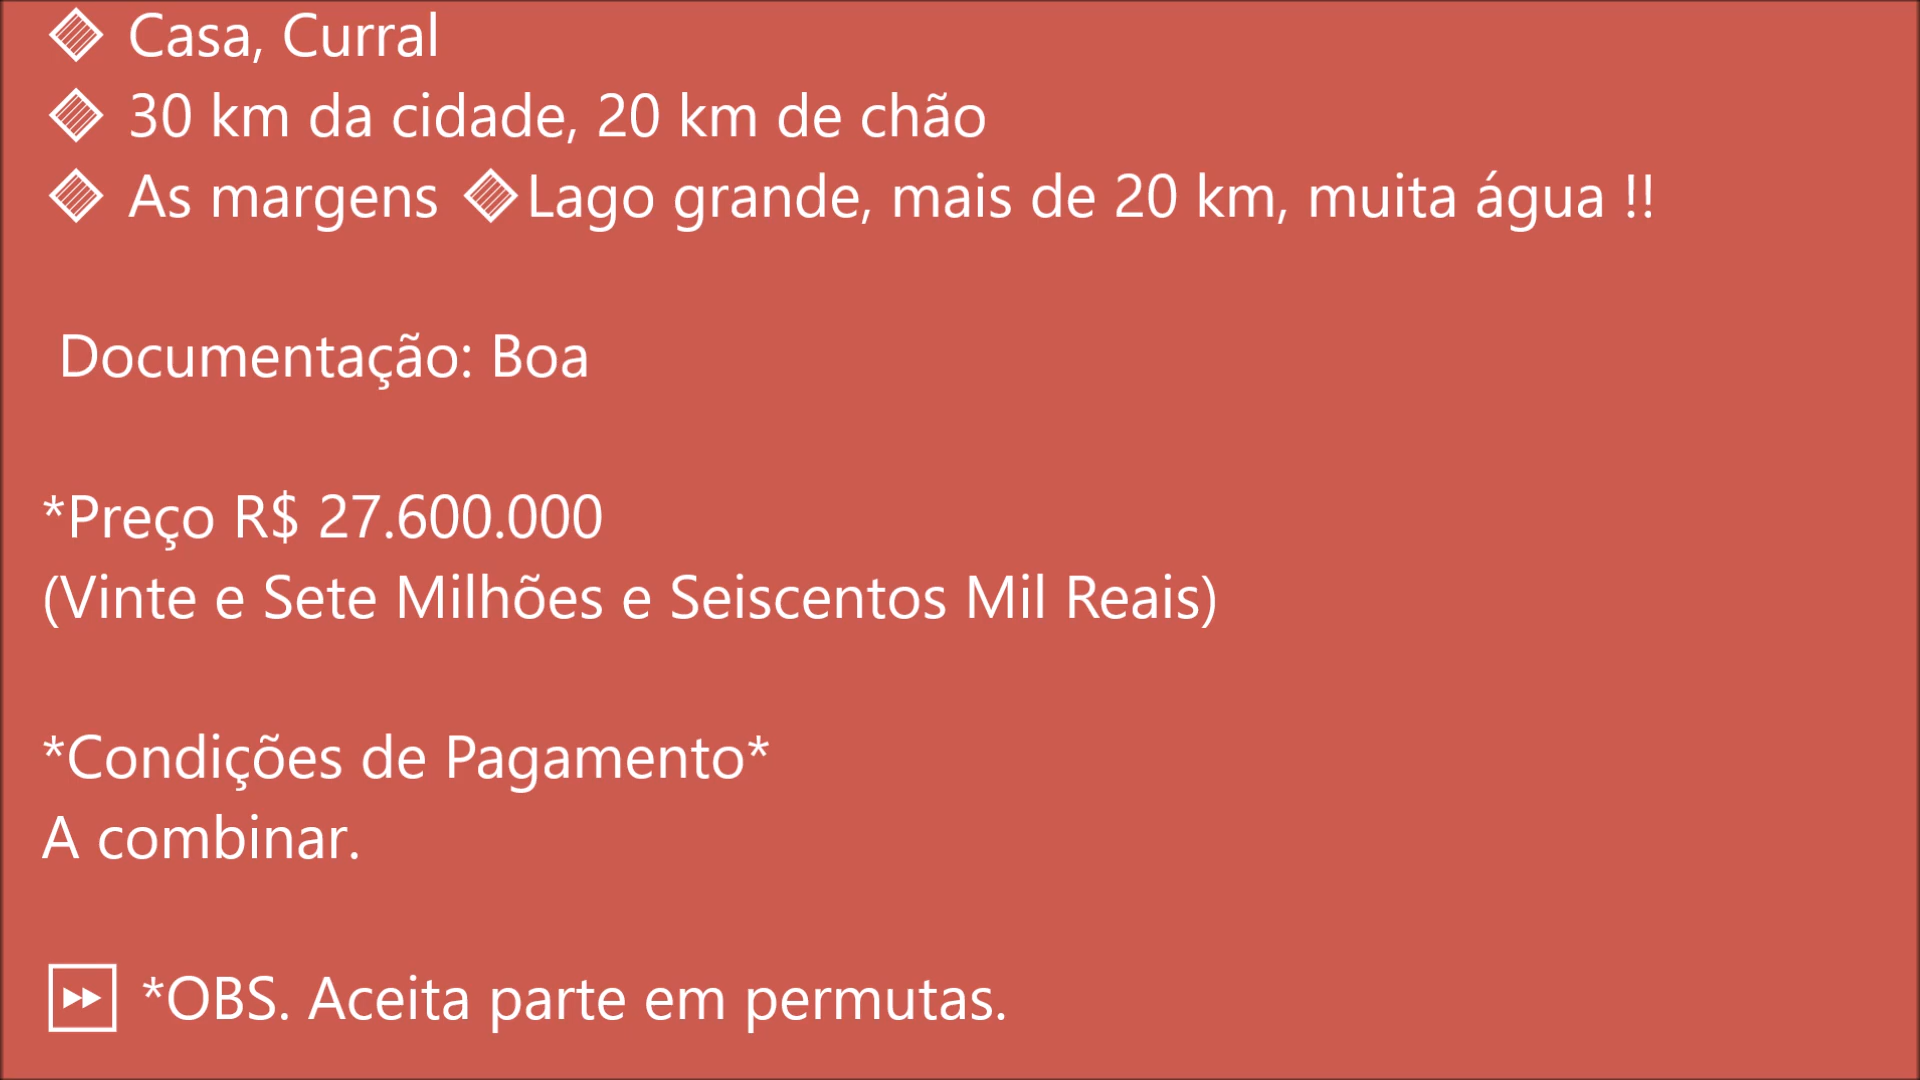 Casa, Curral
30 km da cidade, 20 km de chão
As margens Lago grande, mais de 20 km, muita água !!
Documentação: Boa
*Preço R$ 27.600.000
(Vinte e Sete Milhões e Seiscentos Mil Reais)
*Condições de Pagamento*
A combinar.
*OBS. Aceita parte em permutas.